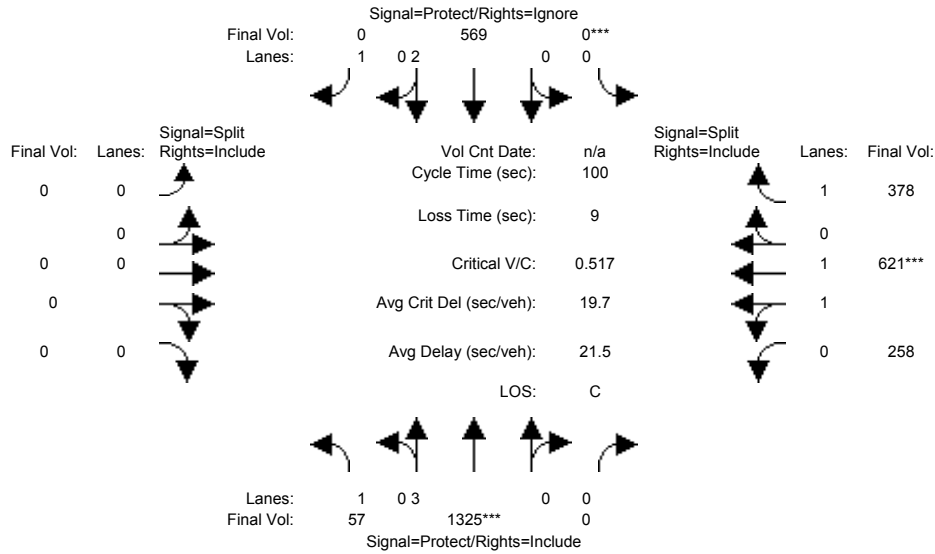 Signal=Protect/Rights=Ignore
Final Vol: 0 569 0***
Lanes: 1 0 2 0 0
Signal=Split Signal=Split
Final Vol: Lanes: Rights=Include Vol Cnt Date: n/a Rights=Include Lanes: Final Vol:
Cycle Time (sec): 100
0 0 1 378
Loss Time (sec): 9
0 0
0 0 Critical V/C: 0.517 1 621***
0 Avg Crit Del (sec/veh): 19.7 1
0 0 Avg Delay (sec/veh): 21.5 0 258
LOS: C
Lanes: 1 0 3 0 0
Final Vol: 57 1325*** 0
Signal=Protect/Rights=Include